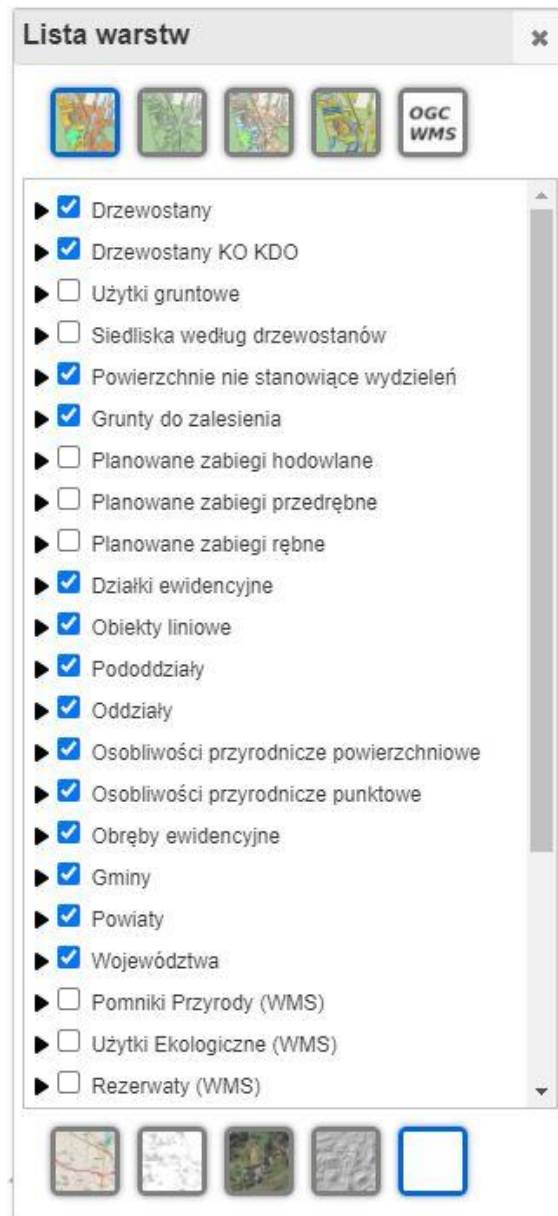 Lista warstw
OGC
WMS
Drzewostany
Drzewostany KO KDO
Użytki gruntowe
Siedliska według drzewostanów
Powierzchnie nie stanowiące wydzieleń
Grunty do zalesienia
Planowane zabiegi hodowlane
Planowane zabiegi przedrębne
Planowane zabiegi rębne
Działki ewidencyjne
Obiekty liniowe
Pododdziały
Oddziały
Osobliwości przyrodnicze powierzchniowe
Osobliwości przyrodnicze punktowe
Obręby ewidencyjne
Gminy
Powiaty
Województwa
Pomniki Przyrody (WMS)
Użytki Ekologiczne (WMS)
Rezerwaty (WMS)